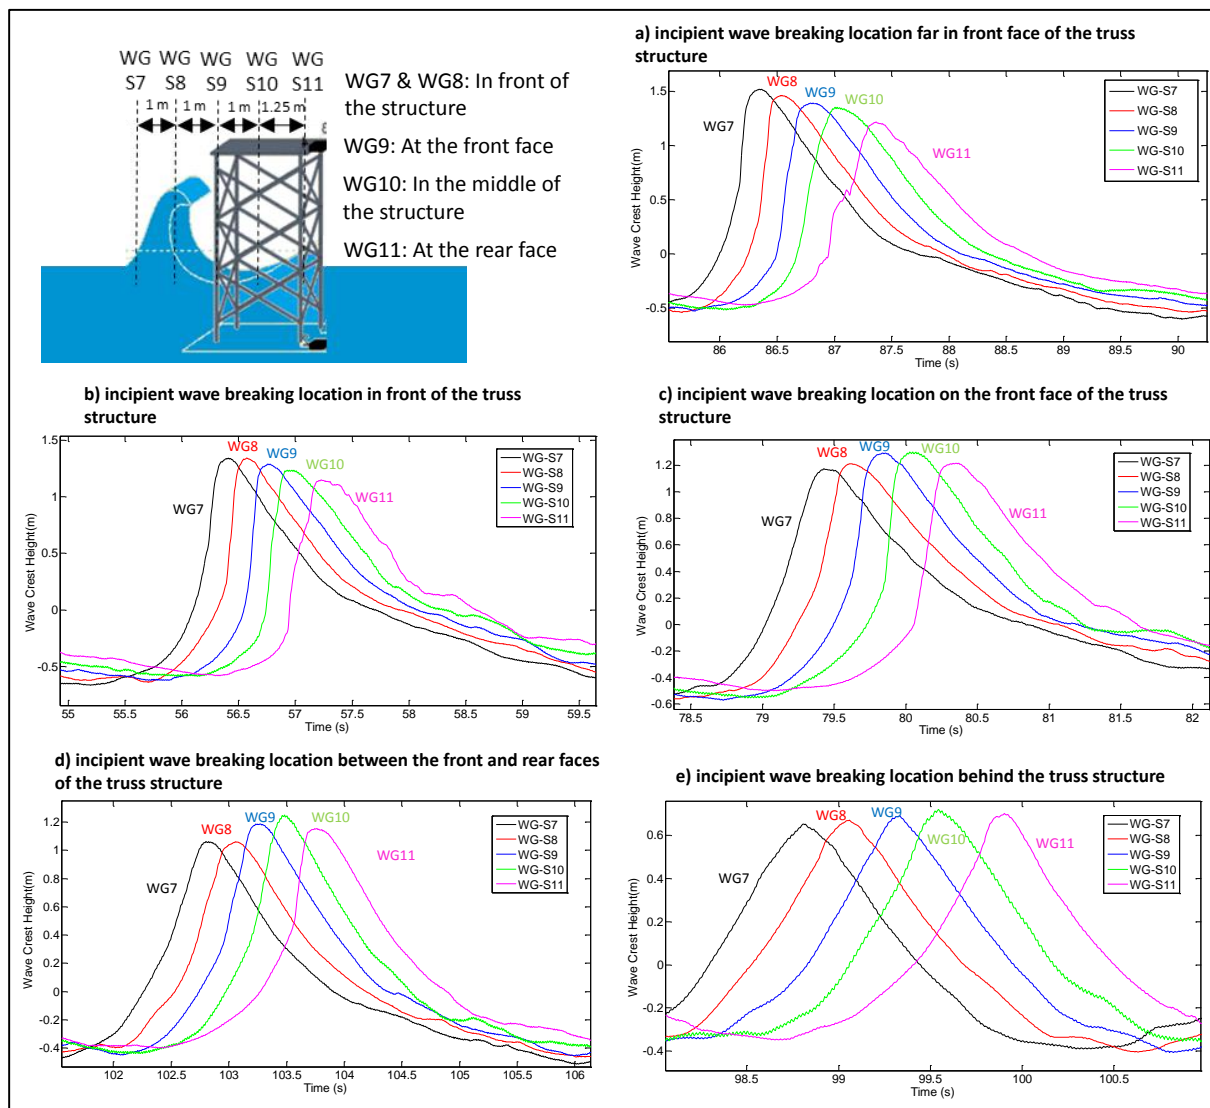 WG WG WG WG WG
S7 S8 S9 S10 S11
1 m 1 m 1 m 1.25 m
WG7 & WG8: In front of
the structure
WG9: At the front face
WG10: In the middle of
the structure
WG11: At the rear face
a) incipient wave breaking location far in front face of the truss
structure
Wave Crest Height(m)
1.5
1
0.5
0
-0.5
WG7
WG8
WG9
WG10
WG11
WG-S7
WG-S8
WG-S9
WG-S10
WG-S11
86 86.5 87 87.5 88 88.5 89 89.5 90
Time (s)
b) incipient wave breaking location in front of the truss
structure
Wave Crest Height(m)
1.5
1
0.5
0
-0.5
WG7
WG8
WG9
WG10
WG11
WG-S7
WG-S8
WG-S9
WG-S10
WG-S11
55 55.5 56 56.5 57 57.5 58 58.5 59 59.5
Time (s)
c) incipient wave breaking location on the front face of the truss
structure
Wave Crest Height(m)
1.2
1
0.8
0.6
0.4
0.2
0
-0.2
-0.4
-0.6
WG7
WG8
WG9
WG10
WG11
WG-S7
WG-S8
WG-S9
WG-S10
WG-S11
78.5 79 79.5 80 80.5 81 81.5 82
Time (s)
d) incipient wave breaking location between the front and rear faces
of the truss structure
Wave Crest Height(m)
1.2
1
0.8
0.6
0.4
0.2
0
-0.2
-0.4
WG7
WG8
WG9
WG10
WG11
WG-S7
WG-S8
WG-S9
WG-S10
WG-S11
102 102.5 103 103.5 104 104.5 105 105.5 106
Time (s)
e) incipient wave breaking location behind the truss structure
Wave Crest Height(m)
0.6
0.4
0.2
0
-0.2
-0.4
WG7
WG8
WG9
WG10
WG11
WG-S7
WG-S8
WG-S9
WG-S10
WG-S11
98.5 99 99.5 100 100.5
Time (s)